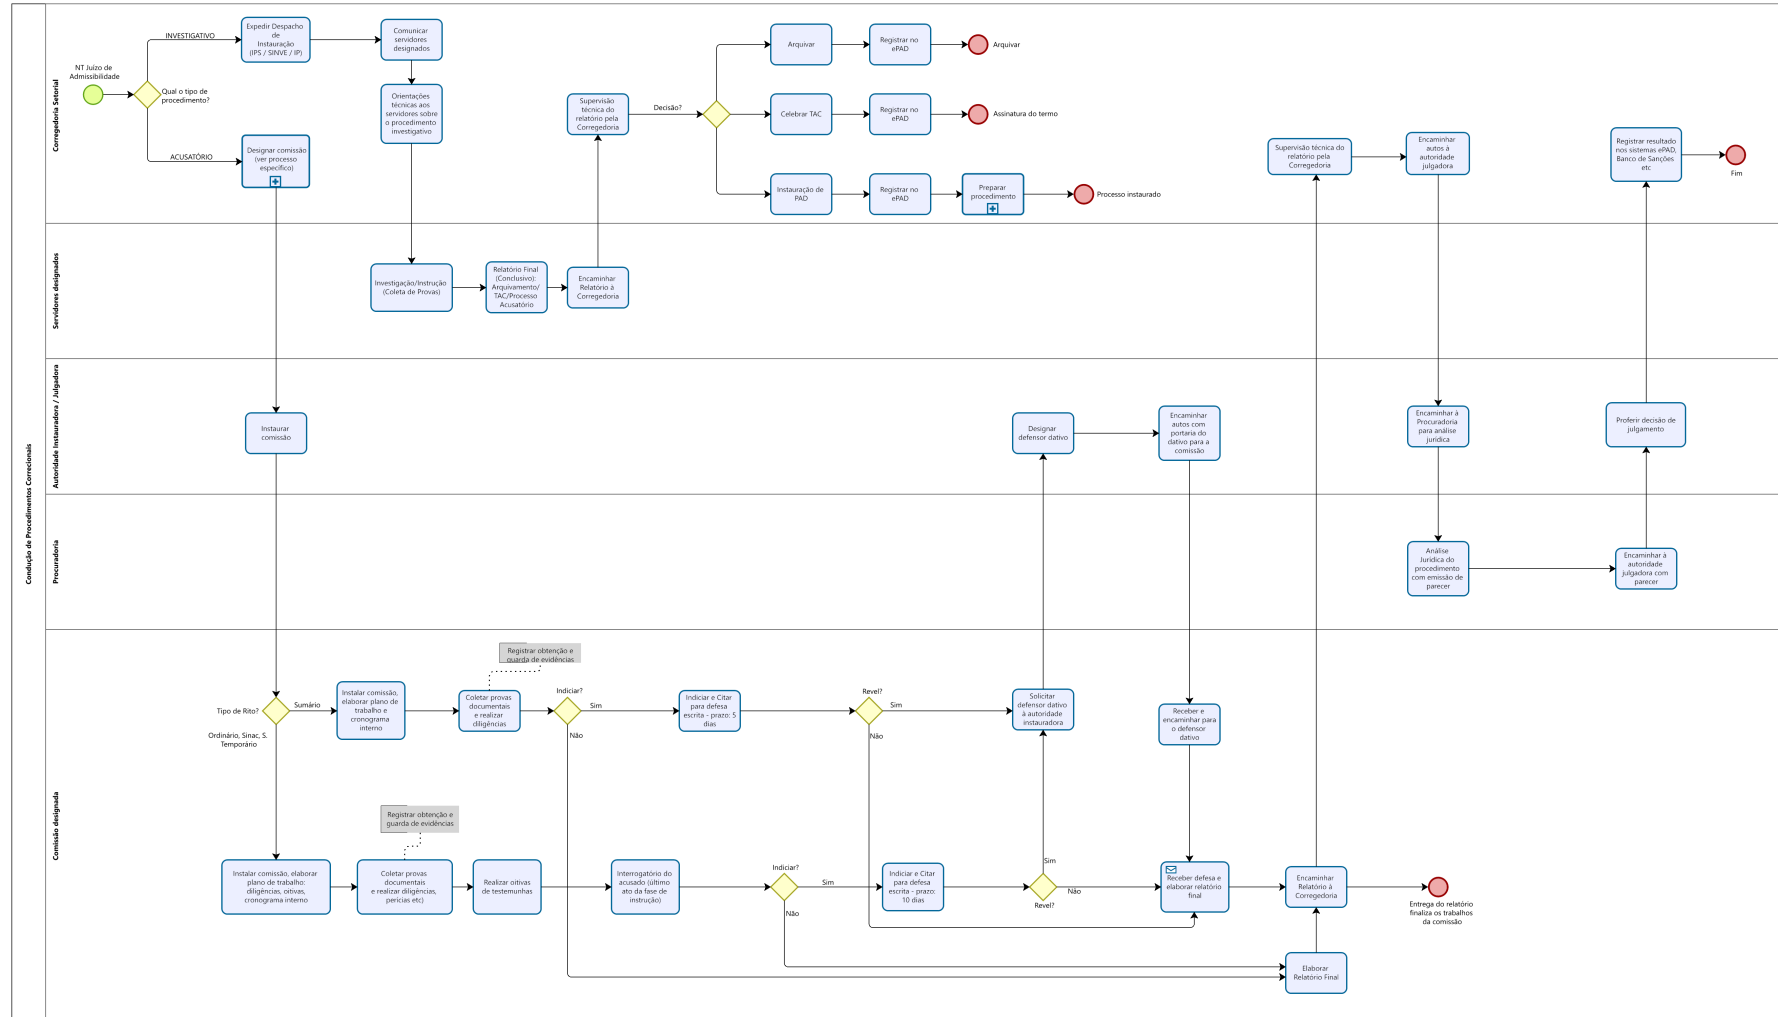 Condução de Procedimentos Correcionais
Corregedoria Setorial
NT Juízo de
Admissibilidade
Qual o tipo de
procedimento?
INVESTIGATIVO
ACUSATÓRIO
Expedir Despacho
de
Instauração
(IPS / SINVE / IP)
Comunicar
servidores
designados
Orientações
técnicas aos
servidores sobre
o procedimento
investigativo
Designar comissão
(ver processo
específico)
Supervisão
técnica do
relatório pela
Corregedoria
Decisão?
Arquivar
Registrar no
ePAD
Arquivar
Celebrar TAC
Registrar no
ePAD
Assinatura do termo
Instauração de
PAD
Registrar no
ePAD
Preparar
procedimento
Processo instaurado
Supervisão técnica do
relatório pela
Corregedoria
Encaminhar
autos à
autoridade
julgadora
Registrar resultado
nos sistemas ePAD,
Banco de Sanções
etc
Fim
Servidores designados
Investigação/Instrução
(Coleta de Provas)
Relatório Final
(Conclusivo):
Arquivamento/
TAC/Processo
Acusatório
Encaminhar
Relatório à
Corregedoria
Autoridade Instauradora / Julgadora
Instaurar
comissão
Designar
defensor dativo
Encaminhar
autos com
portaria do
dativo para a
comissão
Encaminhar à
Procuradoria
para análise
jurídica
Proferir decisão de
julgamento
Procuradoria
Análise
Jurídica do
procedimento
com emissão de
parecer
Encaminhar à
autoridade
julgadora com
parecer
Comissão designada
Tipo de Rito?
Sumário
Ordinário, Sinac, S.
Temporário
Instalar comissão,
elaborar plano de
trabalho e
cronograma
interno
Registrar obtenção e
guarda de evidências
Coletar provas
documentais
e realizar
diligências
Indiciar?
Sim
Não
Indiciar e Citar
para defesa
escrita - prazo: 5
dias
Revel?
Sim
Não
Solicitar
defensor dativo
à autoridade
instauradora
Receber e
encaminhar para
o defensor
dativo
Registrar obtenção e
guarda de evidências
Instalar comissão, elaborar
plano de trabalho:
diligências, oitivas,
cronograma interno
Coletar provas
documentais
e realizar diligências,
perícias etc)
Realizar oitivas
de testemunhas
Interrogatório do
acusado (último
ato da fase de
instrução)
Indiciar?
Sim
Não
Indiciar e Citar
para defesa
escrita - prazo:
10 dias
Sim
Revel?
Não
Receber defesa e
elaborar relatório
final
Encaminhar
Relatório à
Corregedoria
Entrega do relatório
finaliza os trabalhos
da comissão
Elaborar
Relatório Final